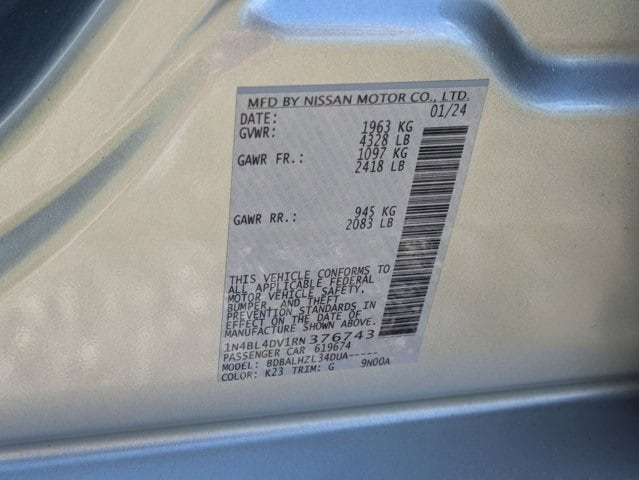 MFD BY NISSAN MOTOR CO., LTD.
DATE: 01/24
GVWR: 1963 KG
4328 LB
GAWR FR.: 1097 KG
2418 LB
GAWR RR.: 945 KG
2083 LB
THIS VEHICLE CONFORMS TO
ALL APPLICABLE FEDERAL
MOTOR VEHICLE SAFETY,
BUMPER, AND THEFT
PREVENTION STANDARDS IN
EFFECT ON THE DATE OF
MANUFACTURE SHOWN ABOVE.
1N4BL4DV1RN376743
PASSENGER CAR 619674
MODEL: BDBALHZL34DUA-----
COLOR: K23 TRIM: G 9N00A